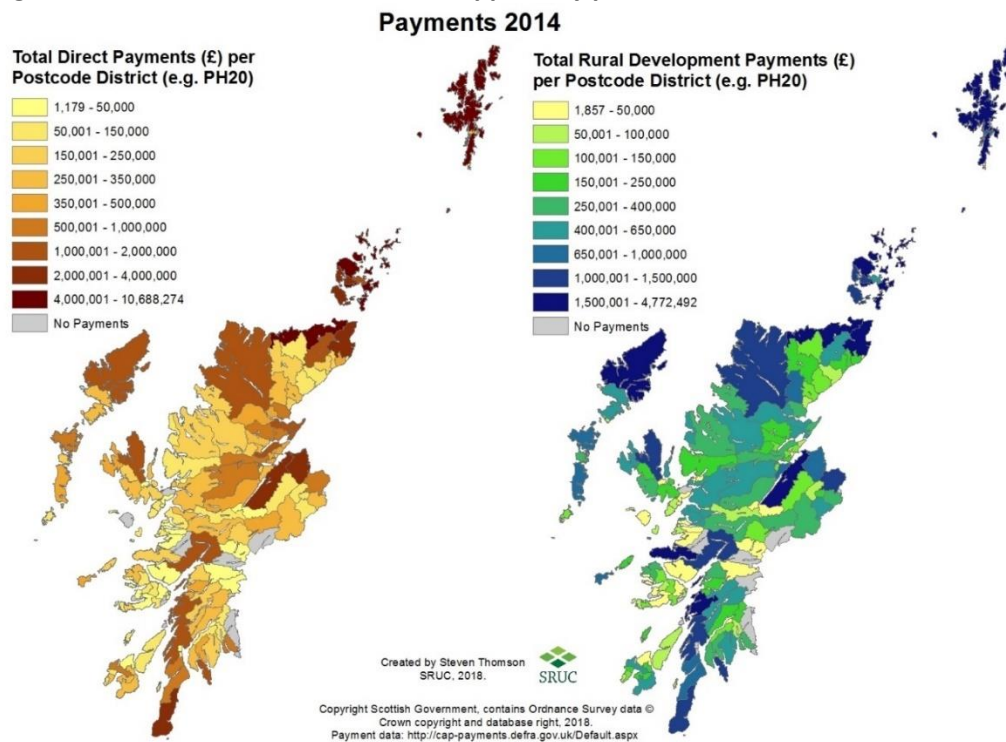 Payments 2014
Total Direct Payments (£) per
Postcode District (e.g. PH20)
1,179 - 50,000
50,001 - 150,000
150,001 - 250,000
250,001 - 350,000
350,001 - 500,000
500,001 - 1,000,000
1,000,001 - 2,000,000
2,000,001 - 4,000,000
4,000,001 - 10,688,274
No Payments
Total Rural Development Payments (£)
per Postcode District (e.g. PH20)
1,857 - 50,000
50,001 - 100,000
100,001 - 150,000
150,001 - 250,000
250,001 - 400,000
400,001 - 650,000
650,001 - 1,000,000
1,000,001 - 1,500,000
1,500,001 - 4,772,492
No Payments
Created by Steven Thomson
SRUC, 2018.
SRUC
Copyright Scottish Government, contains Ordnance Survey data ©
Crown copyright and database right, 2018.
Payment data: http://cap-payments.defra.gov.uk/Default.aspx